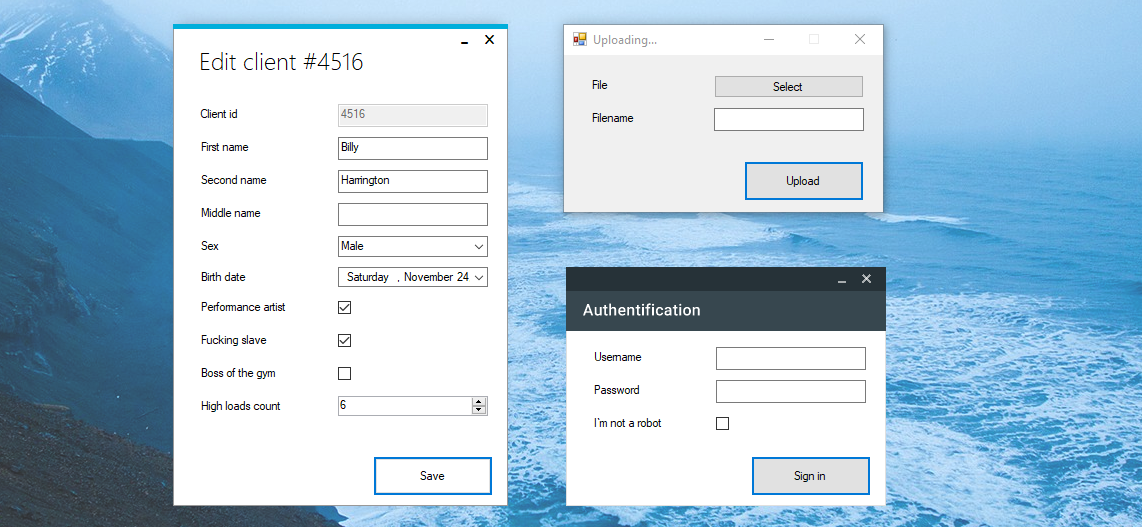 Edit client #4516
Client id 4516
First name Billy
Second name Harrington
Middle name
Sex Male
Birth date Saturday , November 24
Performance artist
Fucking slave
Boss of the gym
High loads count 6
Save
Uploading...
File Select
Filename
Upload
Authentification
Username
Password
I'm not a robot
Sign in